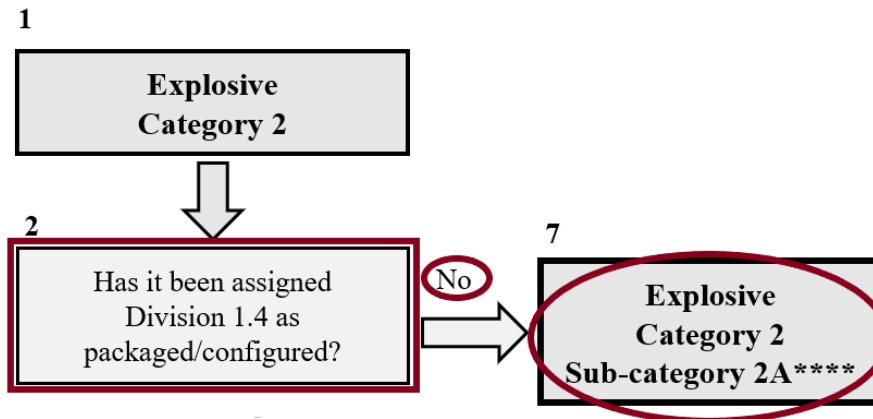 1
Explosive
Category 2
2
Has it been assigned
Division 1.4 as
packaged/configured?
No
7
Explosive
Category 2
Sub-category 2A****